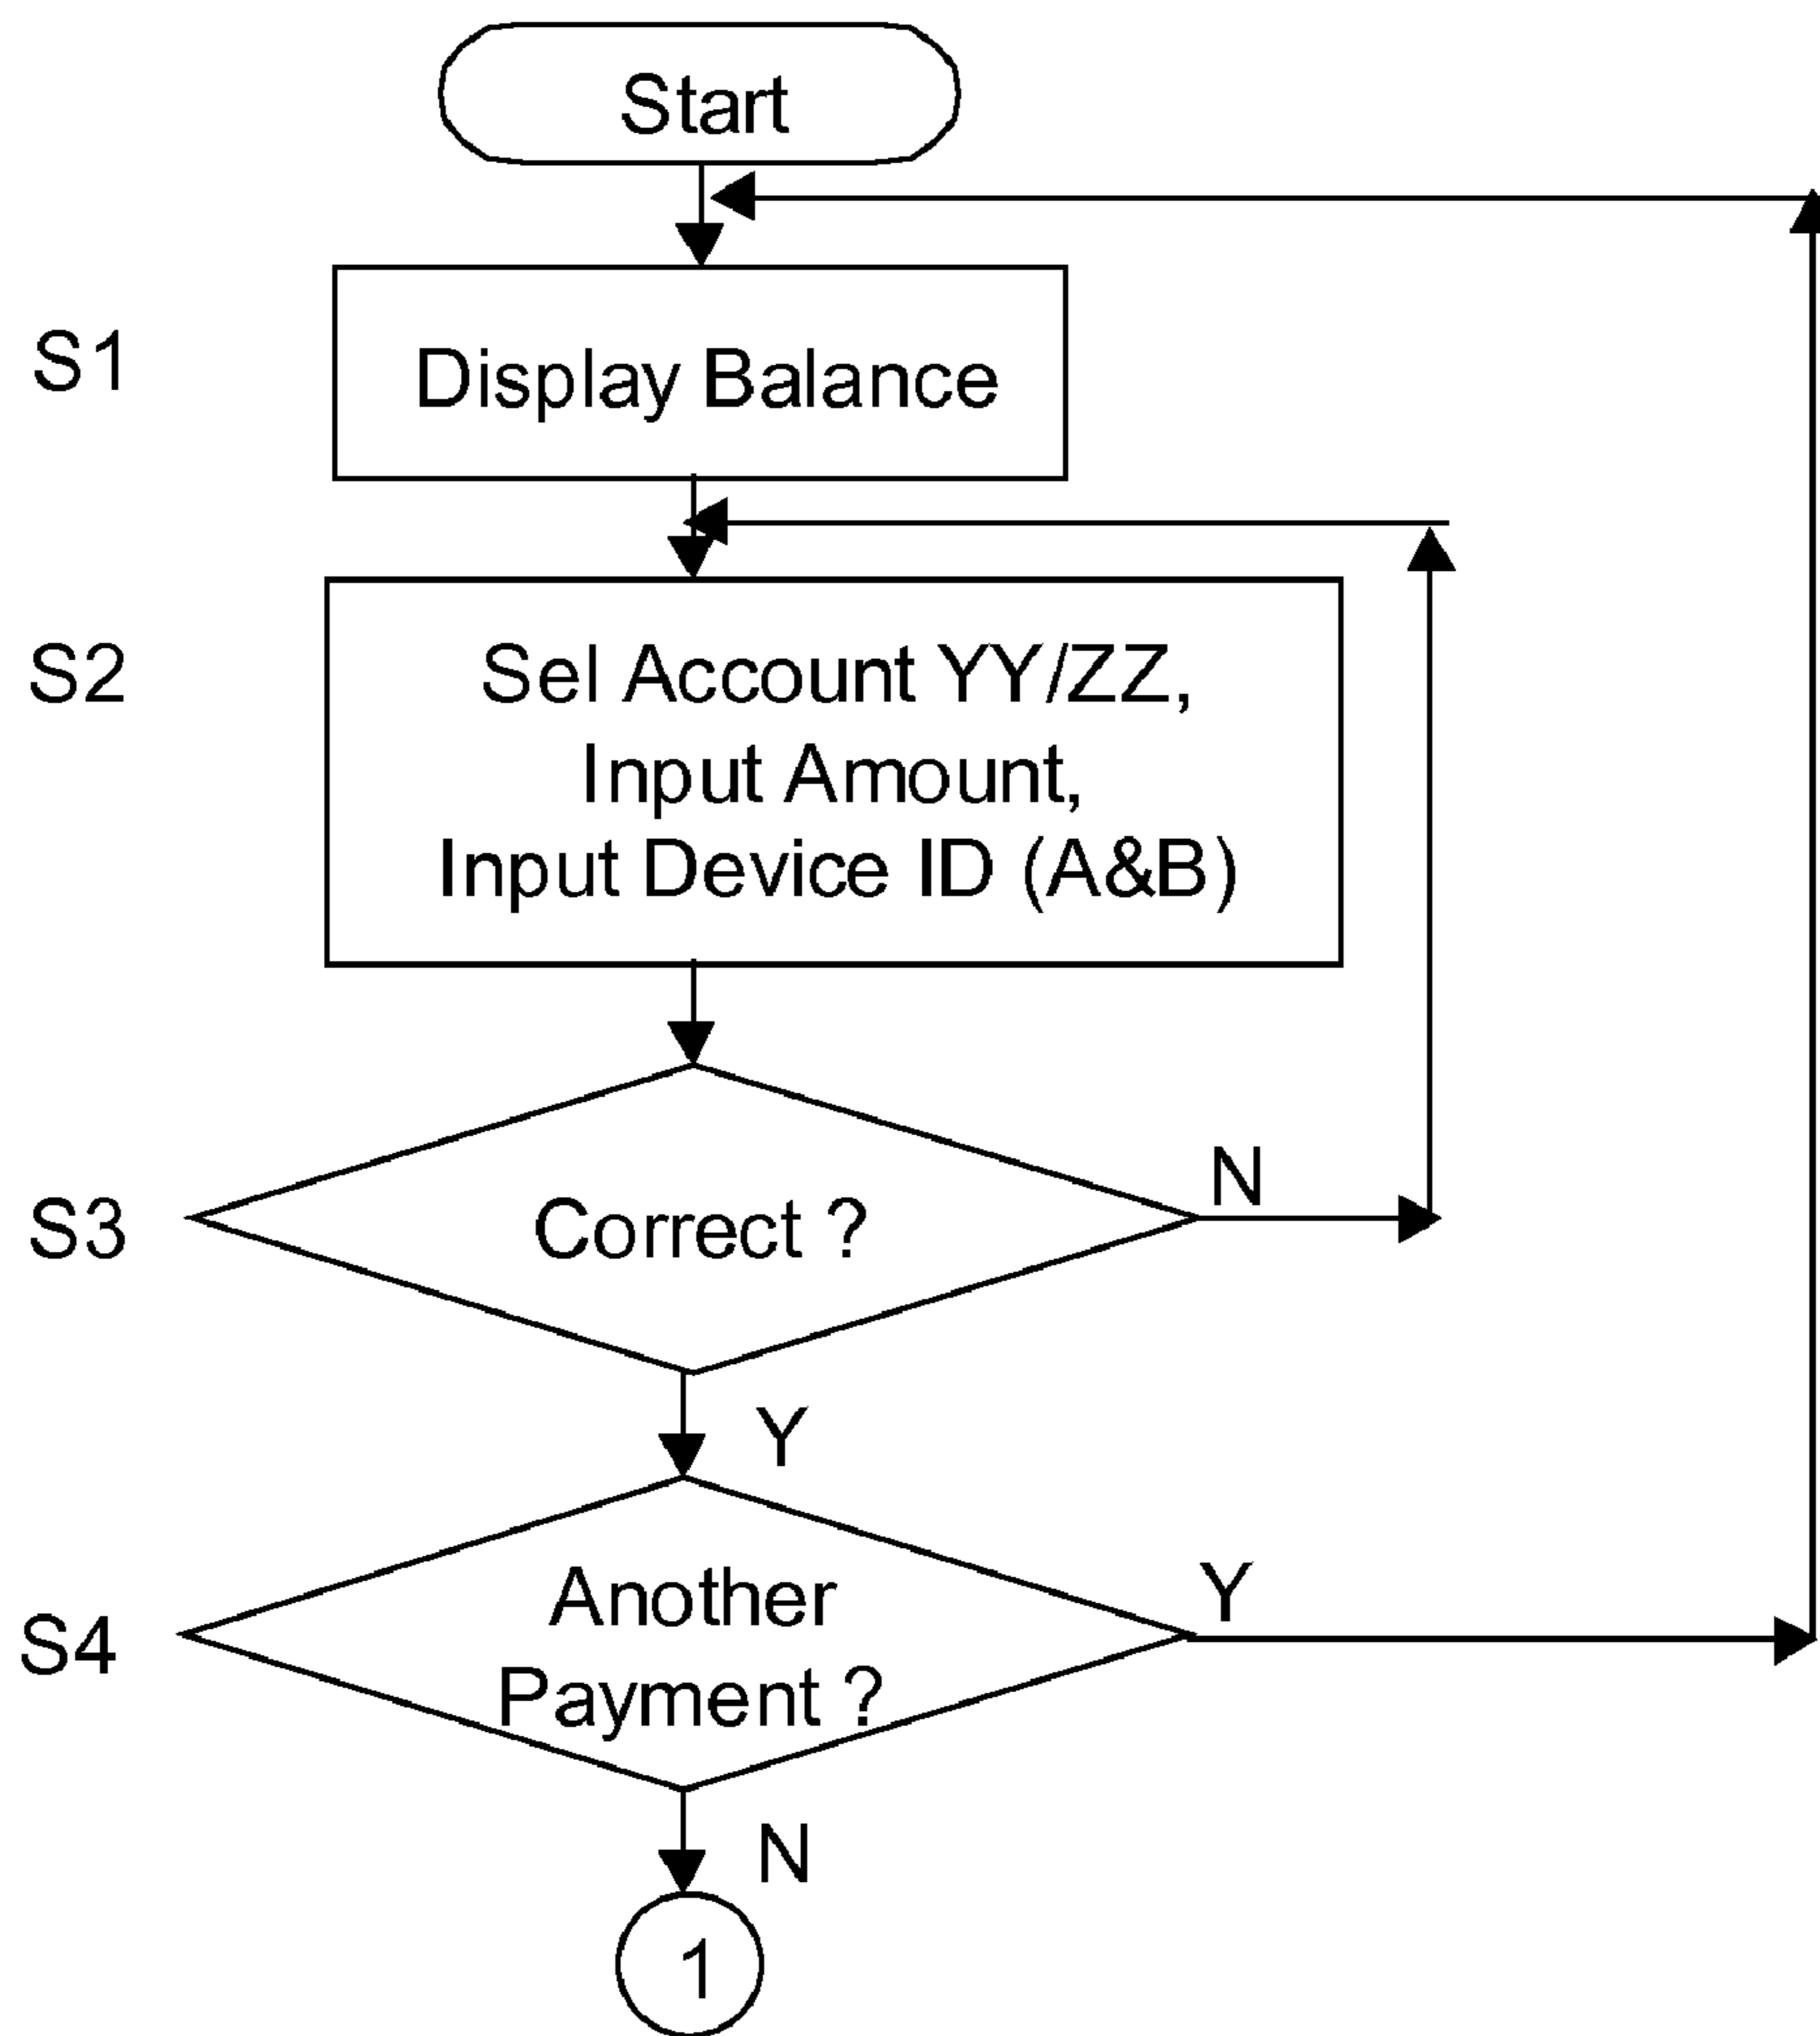 Start
S1
Display Balance
S2
Sel Account YY/ZZ,
Input Amount,
Input Device ID (A&B)
S3
Correct ?
N
Y
S4
Another
Payment ?
Y
N
1